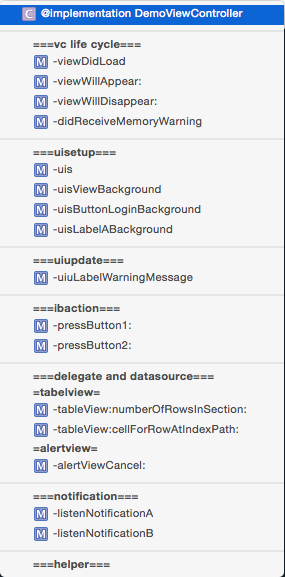 C @implementation DemoViewController
===vc life cycle===
M -viewDidLoad
M -viewWillAppear:
M -viewWillDisappear:
M -didReceiveMemoryWarning
===uisetup===
M -uis
M -uisViewBackground
M -uisButtonLoginBackground
M -uisLabelABackground
===uiupdate===
M -uiuLabelWarningMessage
===ibaction===
M -pressButton1:
M -pressButton2:
===delegate and datasource===
=tabelview=
M -tableView:numberOfRowsInSection:
M -tableView:cellForRowAtIndexPath:
=alertview=
M -alertViewCancel:
===notification===
M -listenNotificationA
M -listenNotificationB
===helper===